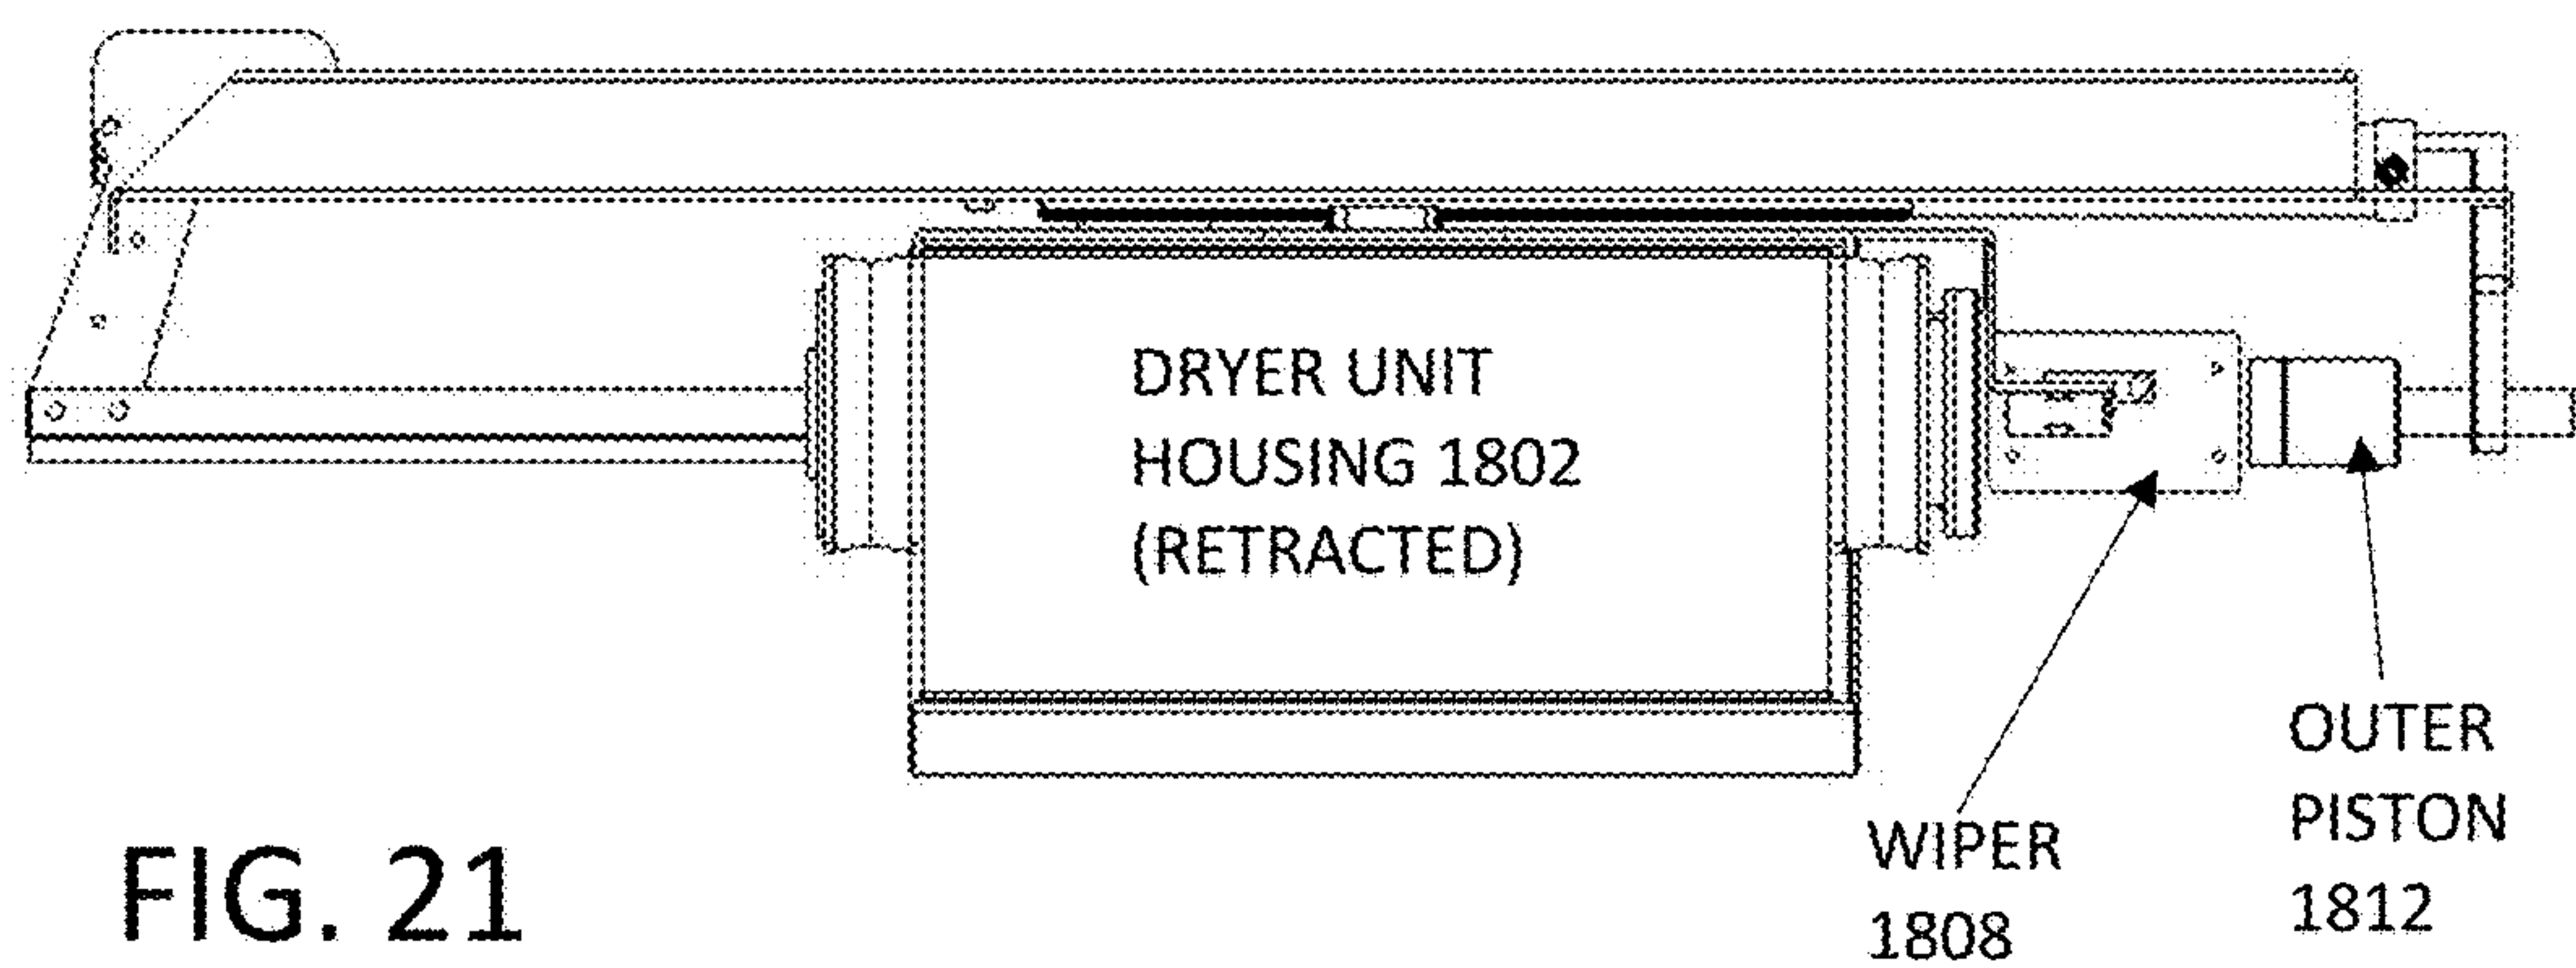 DRYER UNIT
HOUSING 1802
(RETRACTED)
WIPER
1808
OUTER
PISTON
1812
FIG. 21